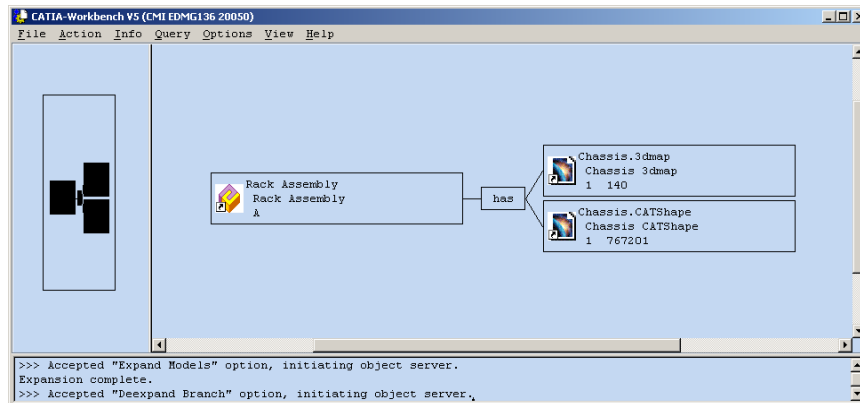 CATIA-Workbench V5 (CMI EDMG136 20050)
File Action Info Query Options View Help
Rack Assembly
Rack Assembly
A
has
Chassis.3dmap
Chassis 3dmap
1 140
Chassis.CATShape
Chassis CATShape
1 767201
>>> Accepted "Expand Models" option, initiating object server.
Expansion complete.
>>> Accepted "Deexpand Branch" option, initiating object server.